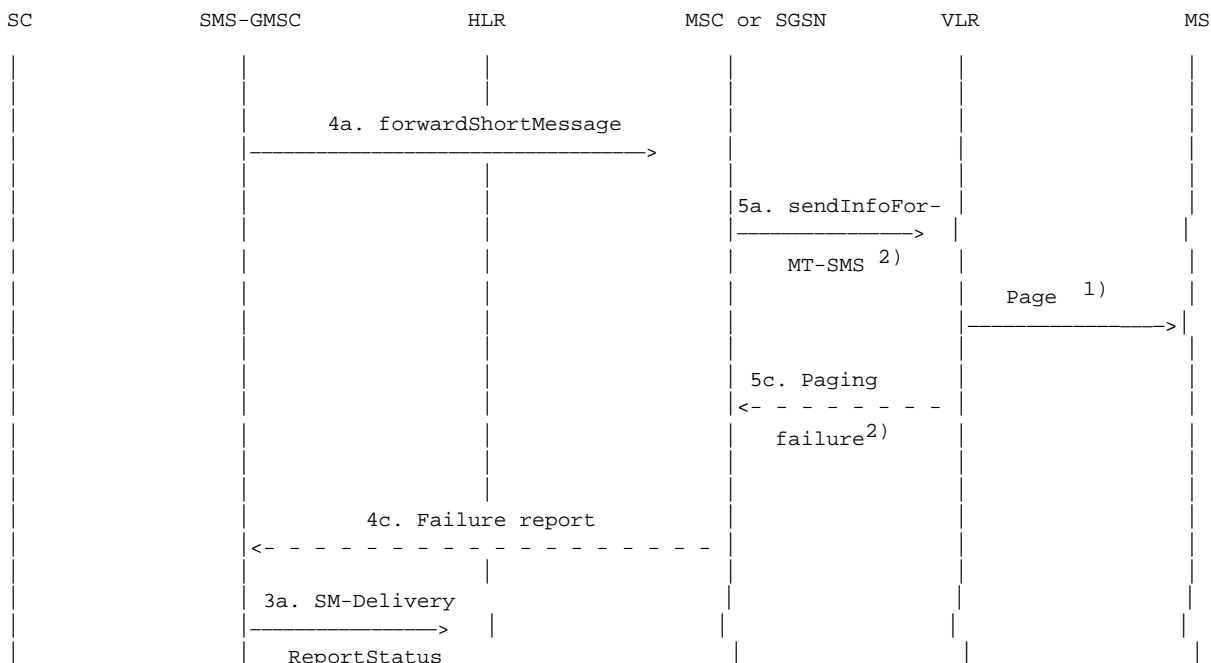 SC SMS-GMSC HLR MSC or SGSN VLR MS
4a. forwardShortMessage
5a. sendInfoFor-
MT-SMS 2)
Page 1)
5c. Paging
failure2)
4c. Failure report
3a. SM-Delivery
ReportStatus